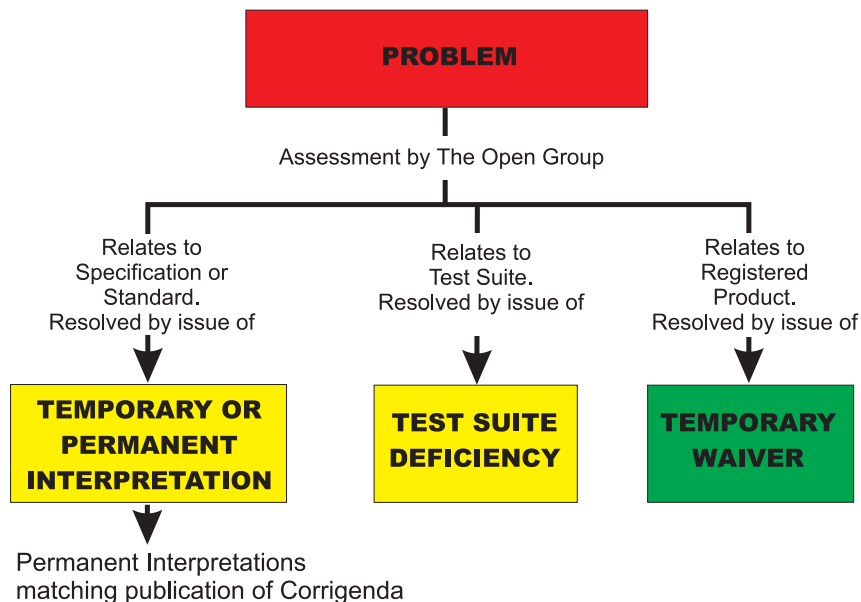 PROBLEM
Assessment by The Open Group
Relates to
Specification or
Standard.
Resolved by issue of
Relates to
Test Suite.
Resolved by issue of
Relates to
Registered
Product.
Resolved by issue of
TEMPORARY OR
PERMANENT
INTERPRETATION
TEST SUITE
DEFICIENCY
TEMPORARY
WAIVER
Permanent Interpretations
matching publication of Corrigenda